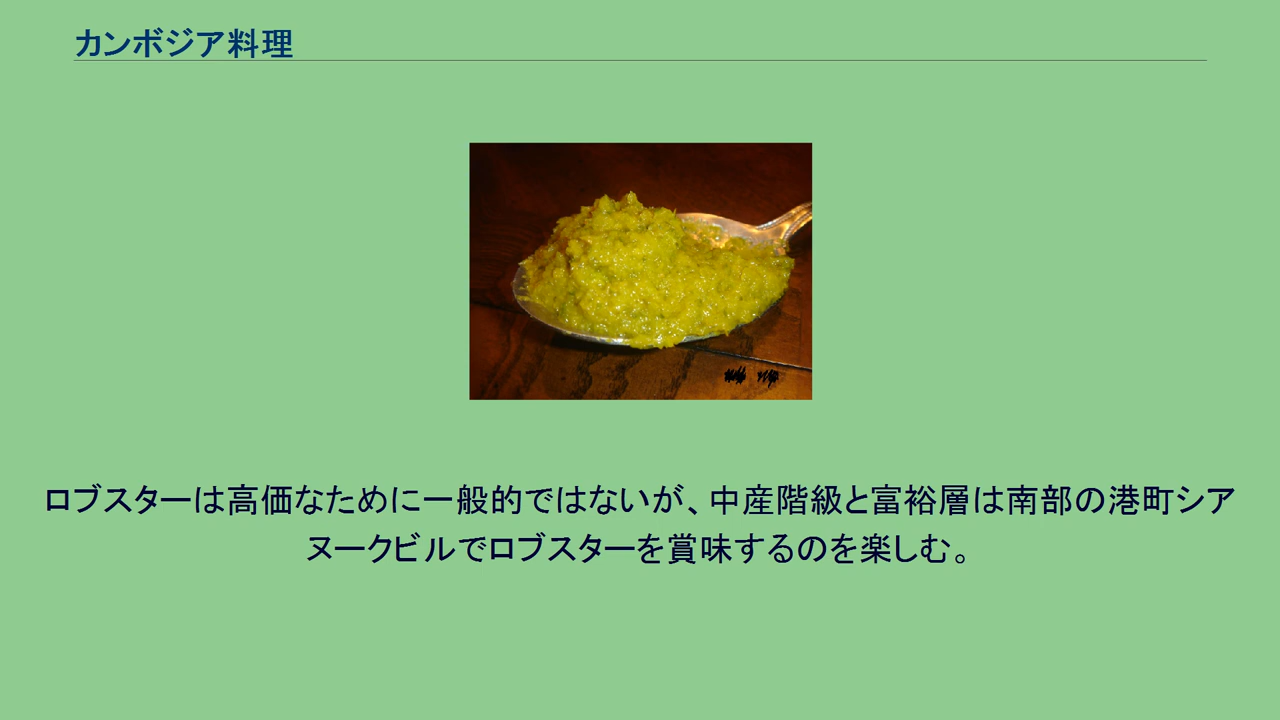 カンボジア料理
ロブスターは高価なために一般的ではないが、中産階級と富裕層は南部の港町シア
ヌークビルでロブスターを賞味するのを楽しむ。